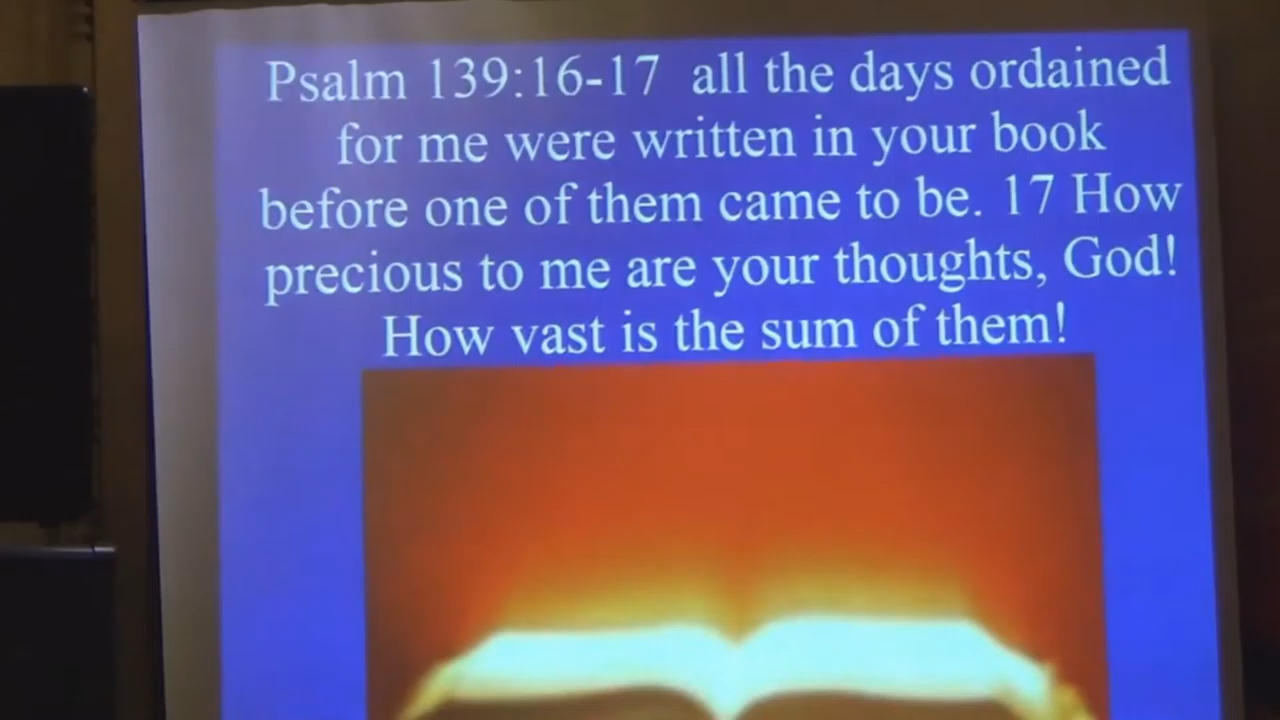 Psalm 139:16-17 all the days ordained
for me were written in your book
before one of them came to be. 17 How
precious to me are your thoughts, God!
How vast is the sum of them!